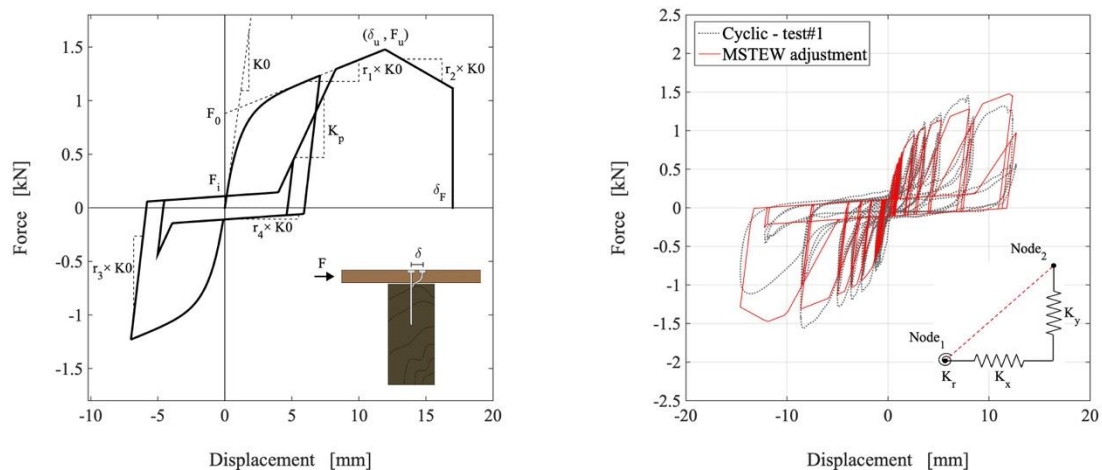 (δu , Fu)
K0
r1× K0
r2× K0
F0
Kp
Fi
δF
r4× K0
r3× K0
F
δ
1.5
1
0.5
0
-0.5
-1
-1.5
-10
-5
0
5
10
15
20
Force [kN]
Displacement [mm]
Cyclic - test#1
MSTEW adjustment
2.5
2
1.5
1
0.5
0
-0.5
-1
-1.5
-2
2.5
-20
-10
0
10
20
Force [kN]
Displacement [mm]
Node2
Ky
Node1
Kr
Kx